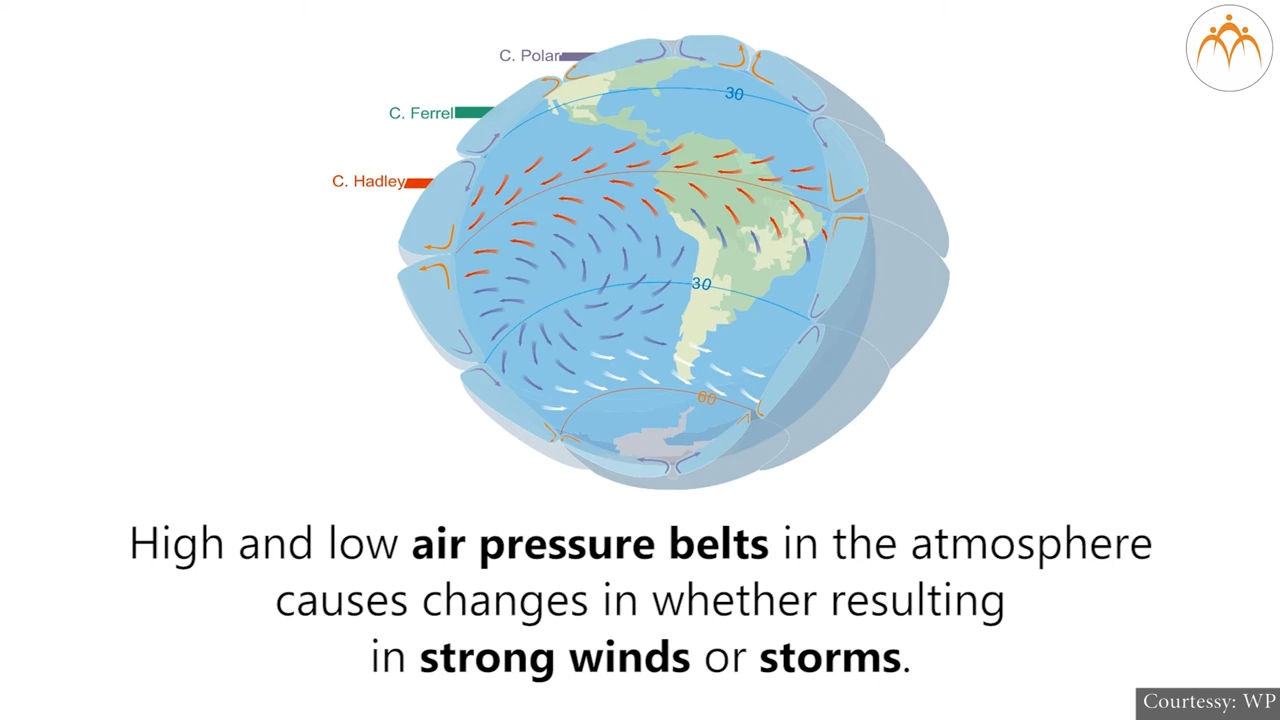 C. Polar
30
C. Ferrel
C. Hadley
30
60
High and low air pressure belts in the atmosphere
causes changes in whether resulting
in strong winds or storms.
Courtessy: WP